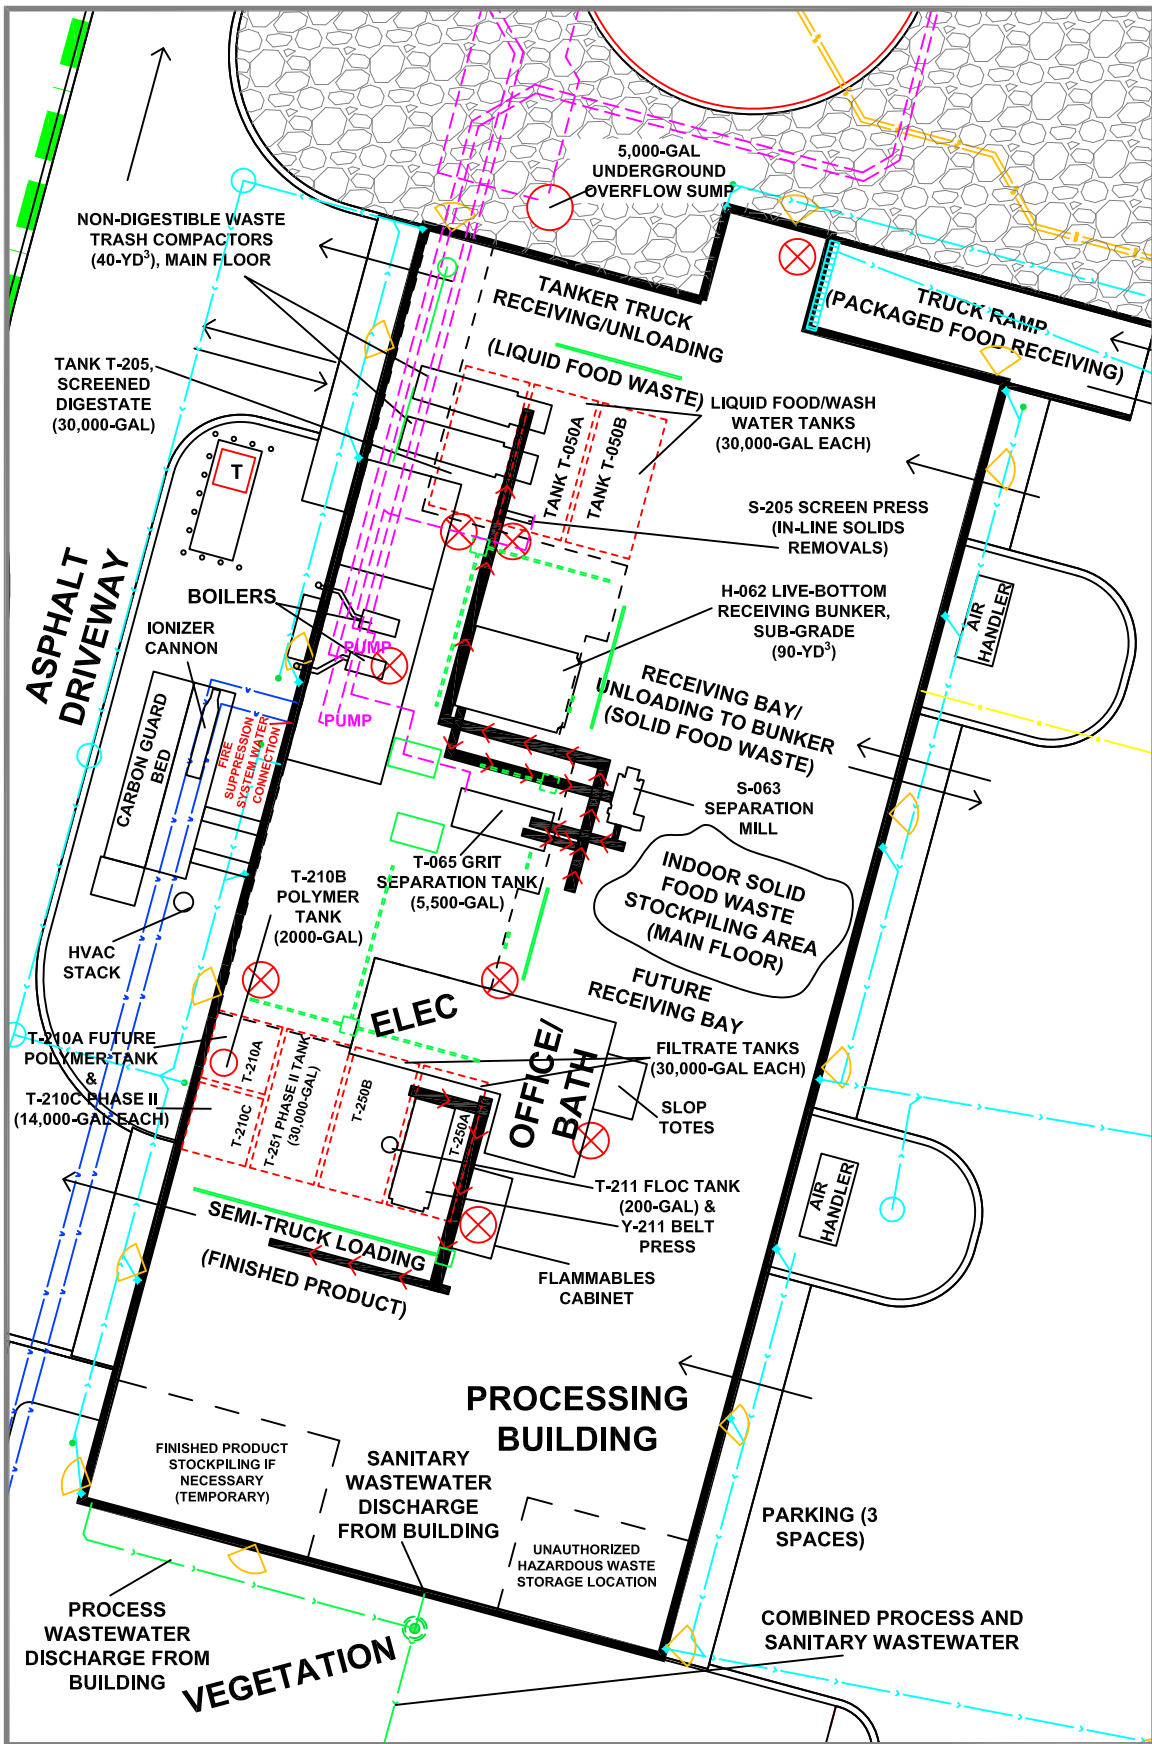 5,000-GAL
UNDERGROUND
OVERFLOW SUMP
NON-DIGESTIBLE WASTE
TRASH COMPACTORS
(40-YD³), MAIN FLOOR
TANKER TRUCK
RECEIVING/UNLOADING
(LIQUID FOOD WASTE)
TRUCK RAMP
(PACKAGED FOOD RECEIVING)
TANK T-205,
SCREENED
DIGESTATE
(30,000-GAL)
LIQUID FOOD/WASH
WATER TANKS
(30,000-GAL EACH)
TANK T-050A
TANK T-050B
T
S-205 SCREEN PRESS
(IN-LINE SOLIDS
REMOVALS)
ASPHALT
DRIVEWAY
BOILERS
H-062 LIVE-BOTTOM
RECEIVING BUNKER,
SUB-GRADE
(90-YD³)
AIR
HANDLER
IONIZER
CANNON
PUMP
PUMP
RECEIVING BAY/
UNLOADING TO BUNKER
(SOLID FOOD WASTE)
CARBON GUARD
BED
FIRE
SUPPRESSION
SYSTEM WATER
CONNECTION
S-063
SEPARATION
MILL
T-065 GRIT
SEPARATION TANK
(5,500-GAL)
T-210B
POLYMER
TANK
(2000-GAL)
INDOOR SOLID
FOOD WASTE
STOCKPILING AREA
(MAIN FLOOR)
HVAC
STACK
FUTURE
RECEIVING BAY
ELEC
OFFICE/
BATH
T-210A FUTURE
POLYMER TANK
&
T-210C PHASE II
(14,000-GAL EACH)
T-210A
T-210C
T-251 PHASE II TANK
(30,000-GAL)
T-250B
T-250A
FILTRATE TANKS
(30,000-GAL EACH)
SLOP
TOTES
T-211 FLOC TANK
(200-GAL) &
Y-211 BELT
PRESS
AIR
HANDLER
SEMI-TRUCK LOADING
(FINISHED PRODUCT)
FLAMMABLES
CABINET
PROCESSING
BUILDING
FINISHED PRODUCT
STOCKPILING IF
NECESSARY
(TEMPORARY)
SANITARY
WASTEWATER
DISCHARGE
FROM BUILDING
UNAUTHORIZED
HAZARDOUS WASTE
STORAGE LOCATION
PARKING (3
SPACES)
PROCESS
WASTEWATER
DISCHARGE FROM
BUILDING
VEGETATION
COMBINED PROCESS AND
SANITARY WASTEWATER